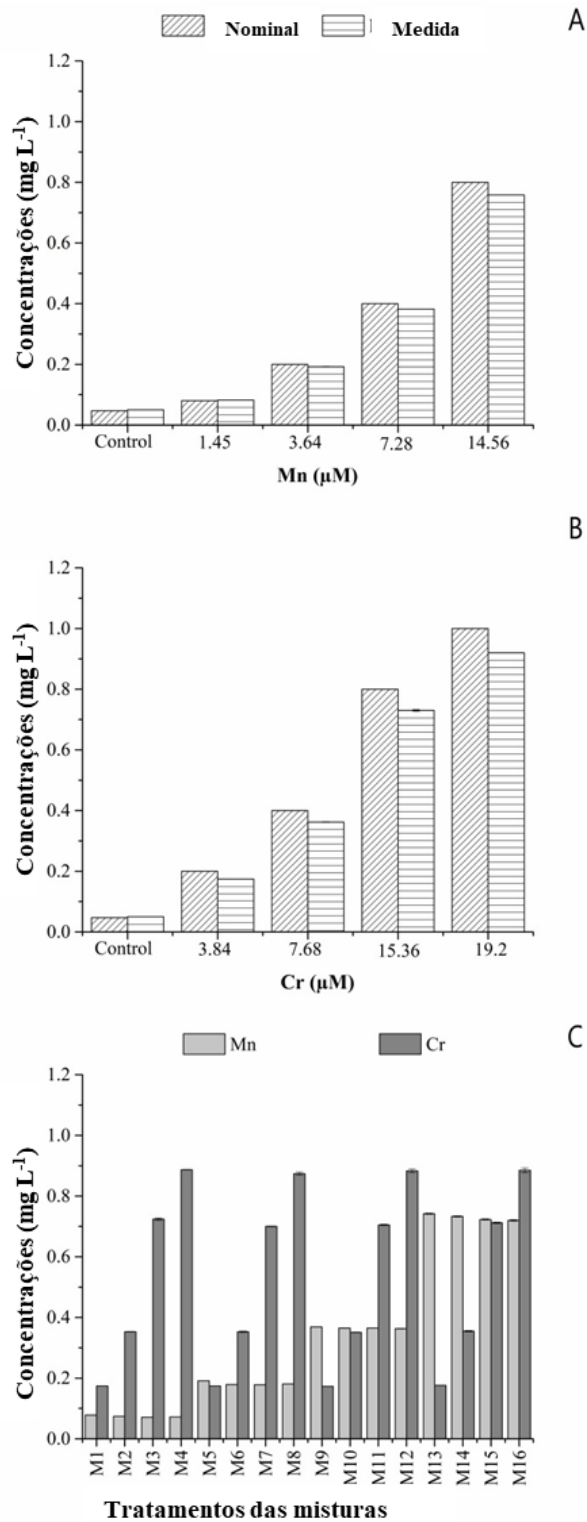 Nominal Medida
A
1.2
1.0
0.8
0.6
0.4
0.2
0.0
Concentrações (mg L-1)
Control 1.45 3.64 7.28 14.56
Mn (µM)
B
1.2
1.0
0.8
0.6
0.4
0.2
0.0
Concentrações (mg L-1)
Control 3.84 7.68 15.36 19.2
Cr (µM)
Mn Cr
C
1.2
1.0
0.8
0.6
0.4
0.2
0.0
Concentrações (mg L-1)
M1 M2 M3 M4 M5 M6 M7 M8 M9 M10 M11 M12 M13 M14 M15 M16
Tratamentos das misturas